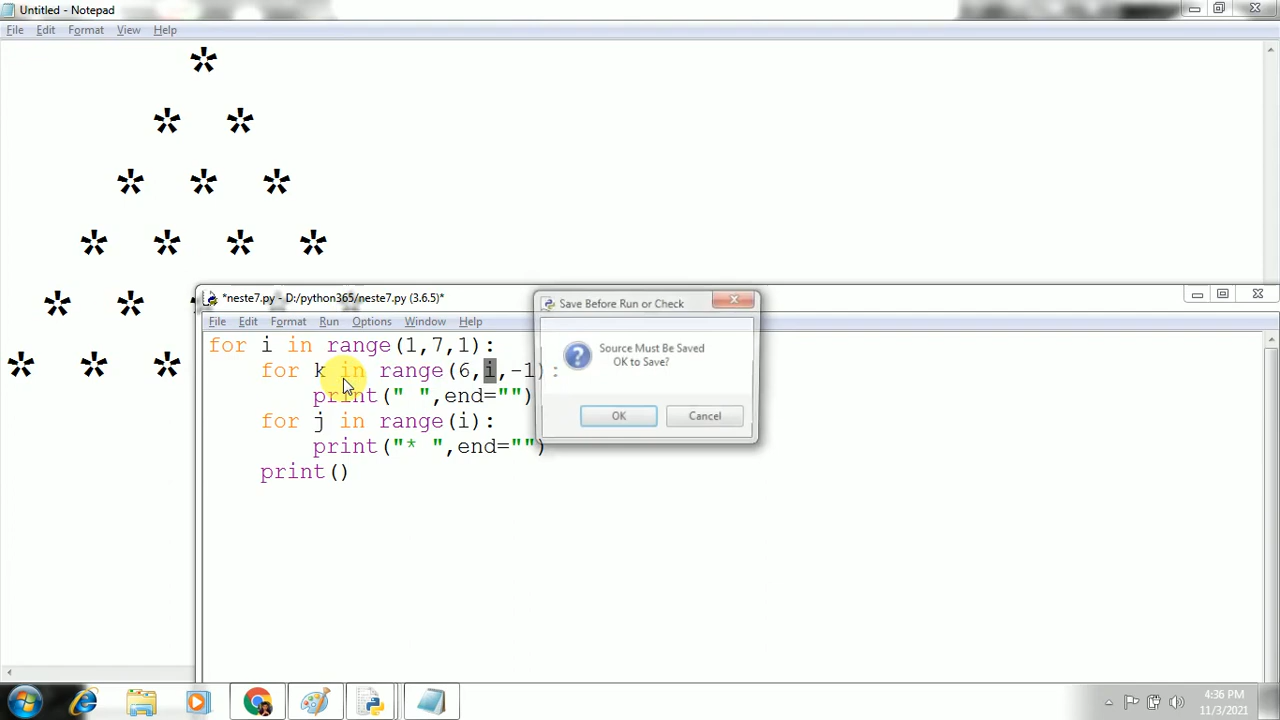 Untitled - Notepad
File Edit Format View Help
*
* *
* * *
* * * *
* *
* * *
*neste7.py - D:/python365/neste7.py (3.6.5)*
File Edit Format Run Options Window Help
for i in range(1,7,1):
for k in range(6,i,-1):
print(" ",end="")
for j in range(i):
print("* ",end="")
print()
Save Before Run or Check
Source Must Be Saved
OK to Save?
OK Cancel
4:36 PM
11/3/2021